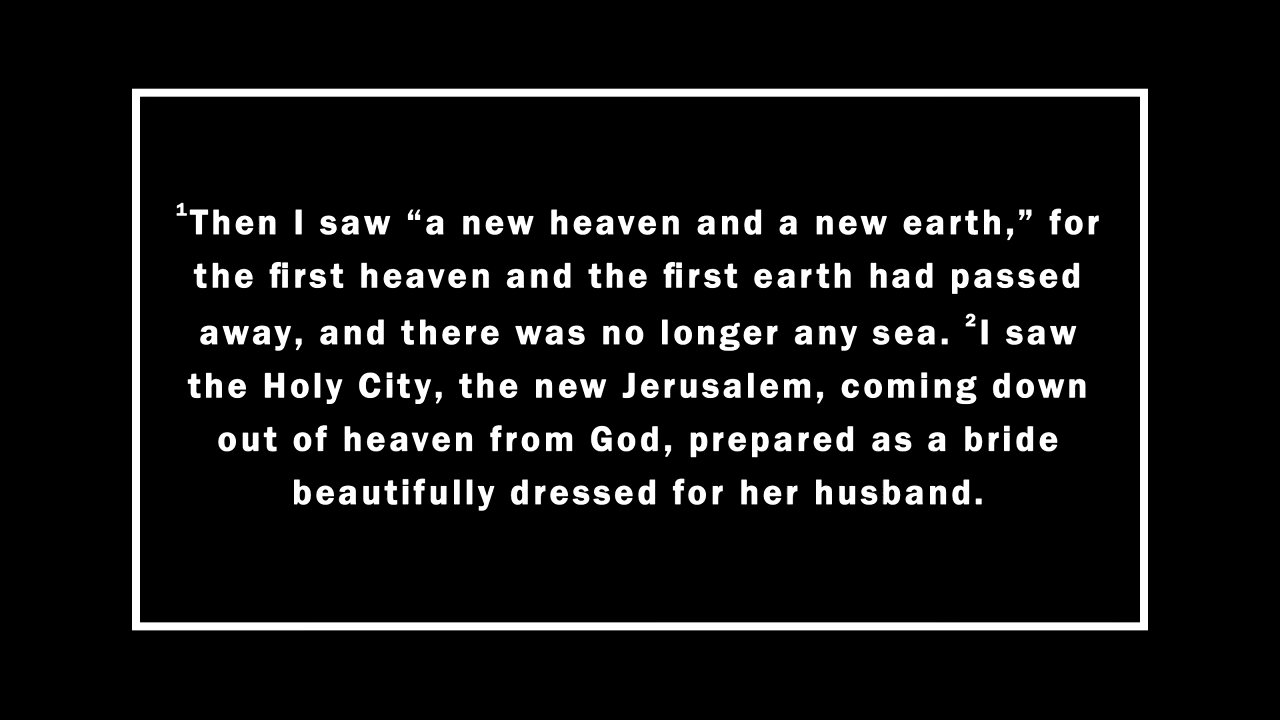 ¹Then I saw “a new heaven and a new earth,” for
the first heaven and the first earth had passed
away, and there was no longer any sea. ²I saw
the Holy City, the new Jerusalem, coming down
out of heaven from God, prepared as a bride
beautifully dressed for her husband.